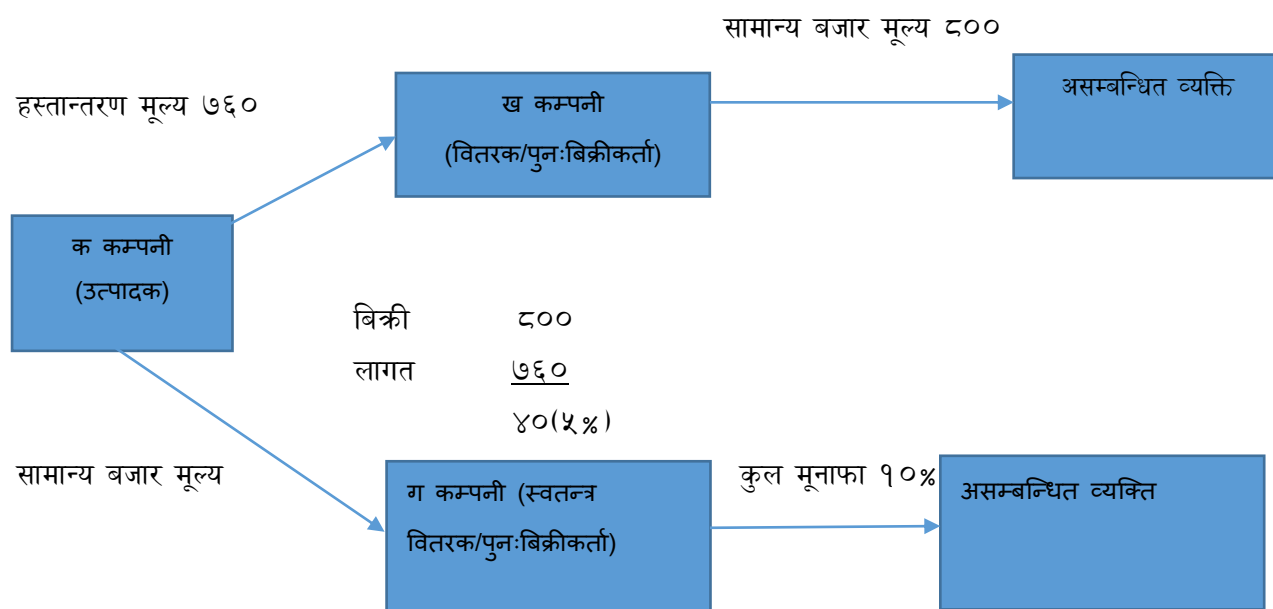 सामान्य बजार मूल्य ८००
हस्तान्तरण मूल्य ७६०
ख कम्पनी
(वितरक/पुनःबिक्रीकर्ता)
असम्बन्धित व्यक्ति
क कम्पनी
(उत्पादक)
बिक्री ८००
लागत ७६०
४०(५%)
सामान्य बजार मूल्य
ग कम्पनी (स्वतन्त्र
वितरक/पुनःबिक्रीकर्ता)
कुल मूनाफा १०%
असम्बन्धित व्यक्ति